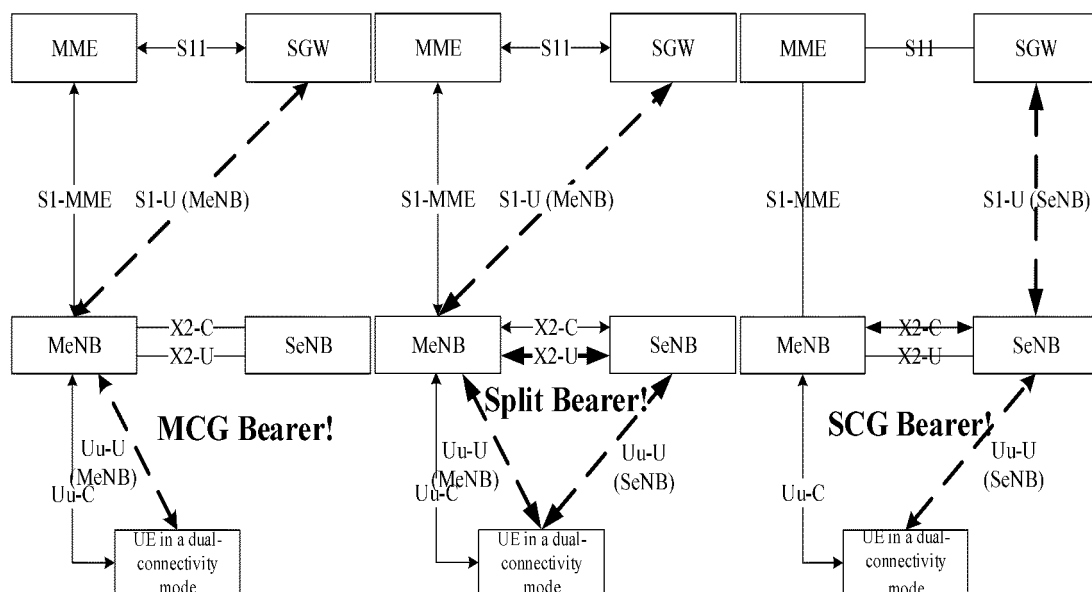 MME
S11
SGW
MME
S11
SGW
MME
S11
SGW
S1-MME
S1-U (MeNB)
S1-MME
S1-U (MeNB)
S1-MME
S1-U (SeNB)
MeNB
X2-C
X2-U
SeNB
MeNB
X2-C
X2-U
SeNB
MeNB
X2-C
X2-U
SeNB
MCG Bearer!
Split Bearer!
SCG Bearer!
Uu-U
(MeNB)
Uu-C
Uu-U
(MeNB)
Uu-C
Uu-U
(SeNB)
Uu-C
Uu-U
(SeNB)
UE in a dual-
connectivity
mode
UE in a dual-
connectivity
mode
UE in a dual-
connectivity
mode